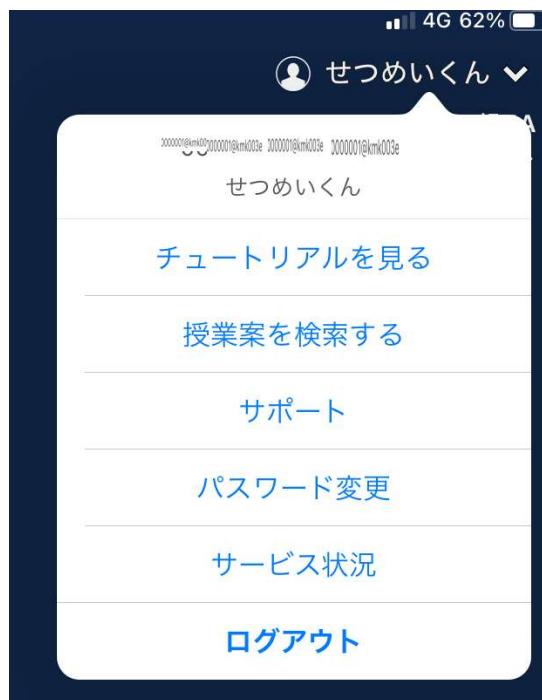 4G 62%
せつめいくん
せつめいくん
チュートリアルを見る
授業案を検索する
サポート
パスワード変更
サービス状況
ログアウト